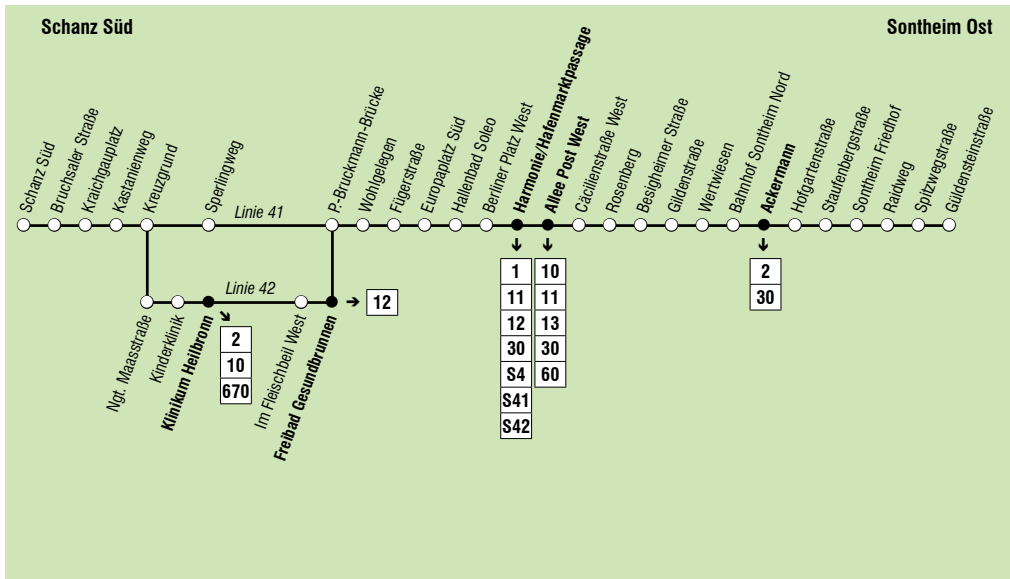 Schanz Süd
Sontheim Ost
Schanz Süd
Bruchsaler Straße
Kraichgauplatz
Kastanienweg
Kreuzgrund
Sperlingweg
Linie 41
P.-Bruckmann-Brücke
Wohlgelegen
Fügerstraße
Europaplatz Süd
Hallenbad Soleo
Berliner Platz West
Harmonie/Hafenmarktpassage
Allee Post West
Cäcilienstraße West
Rosenberg
Besigheimer Straße
Gildenstraße
Wertwiesen
Bahnhof Sontheim Nord
Ackermann
Hofgartenstraße
Staufenbergstraße
Sontheim Friedhof
Raidweg
Spitzwegstraße
Güldensteinstraße
Ngt. Maasstraße
Kinderklinik
Klinikum Heilbronn
Linie 42
Im Fleischbeil West
Freibad Gesundbrunnen
2
10
670
12
1
11
12
30
S4
S41
S42
10
11
13
30
60
2
30